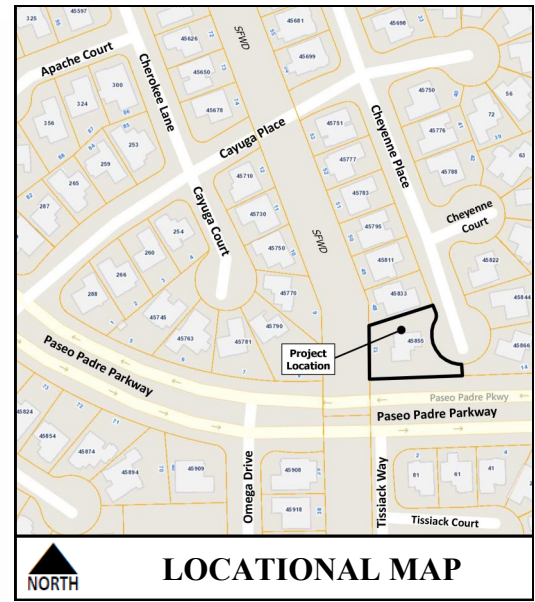 325
45597
45626
SFWD
45681
45698
Apache Court
Cherokee Lane
45650
45699
300
324
45678
Cayuga Place
Cheyenne Place
45750
56
356
253
259
45751
45776
72
265
45710
45777
63
287
Cayuga Court
45788
45730
45783
254
SFWD
Cheyenne
Court
260
45750
45795
266
45811
45822
288
45770
45833
45844
45745
45790
45763
45781
45855
45866
Project
Location
Paseo Padre Parkway
Paseo Padre Pkwy
Paseo Padre Parkway
45824
45854
45874
45894
45909
Omega Drive
45908
45918
Tissiack Way
81
61
41
Tissiack Court
NORTH
LOCATIONAL MAP